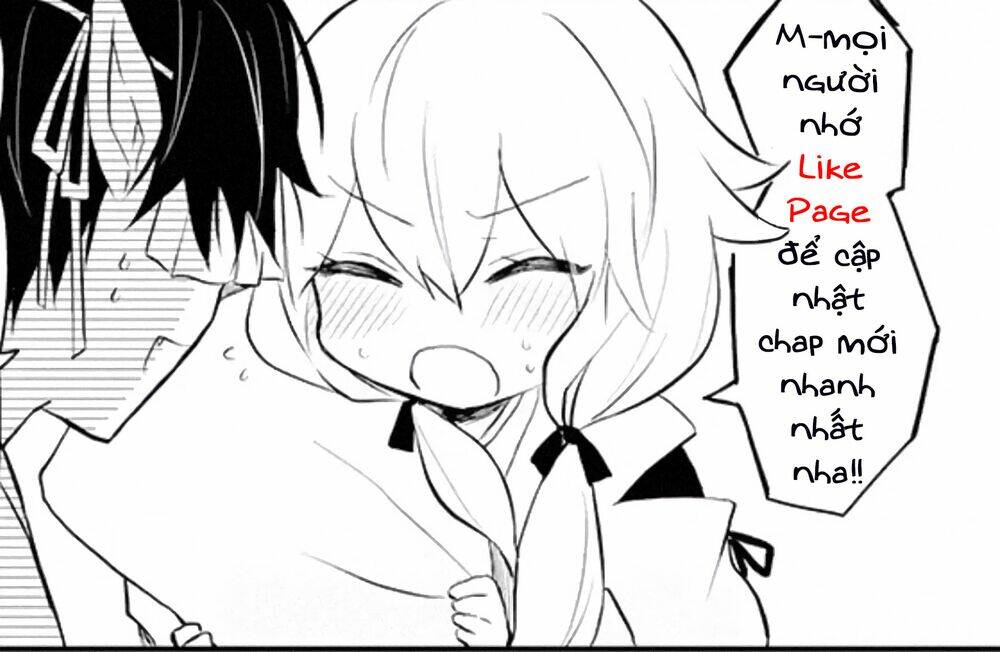 M-mọi
người
nhớ
Like
Page
để cập
nhật
chap mới
nhanh
nhất
nha!!